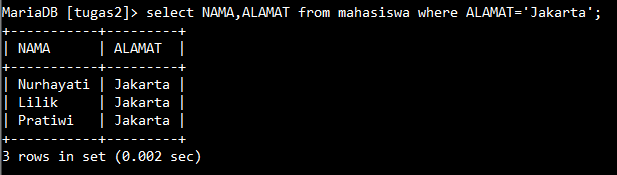 MariaDB [tugas2]> select NAMA,ALAMAT from mahasiswa where ALAMAT='Jakarta';
+-----------+---------+
| NAMA      | ALAMAT  |
+-----------+---------+
| Nurhayati | Jakarta |
| Lilik     | Jakarta |
| Pratiwi   | Jakarta |
+-----------+---------+
3 rows in set (0.002 sec)